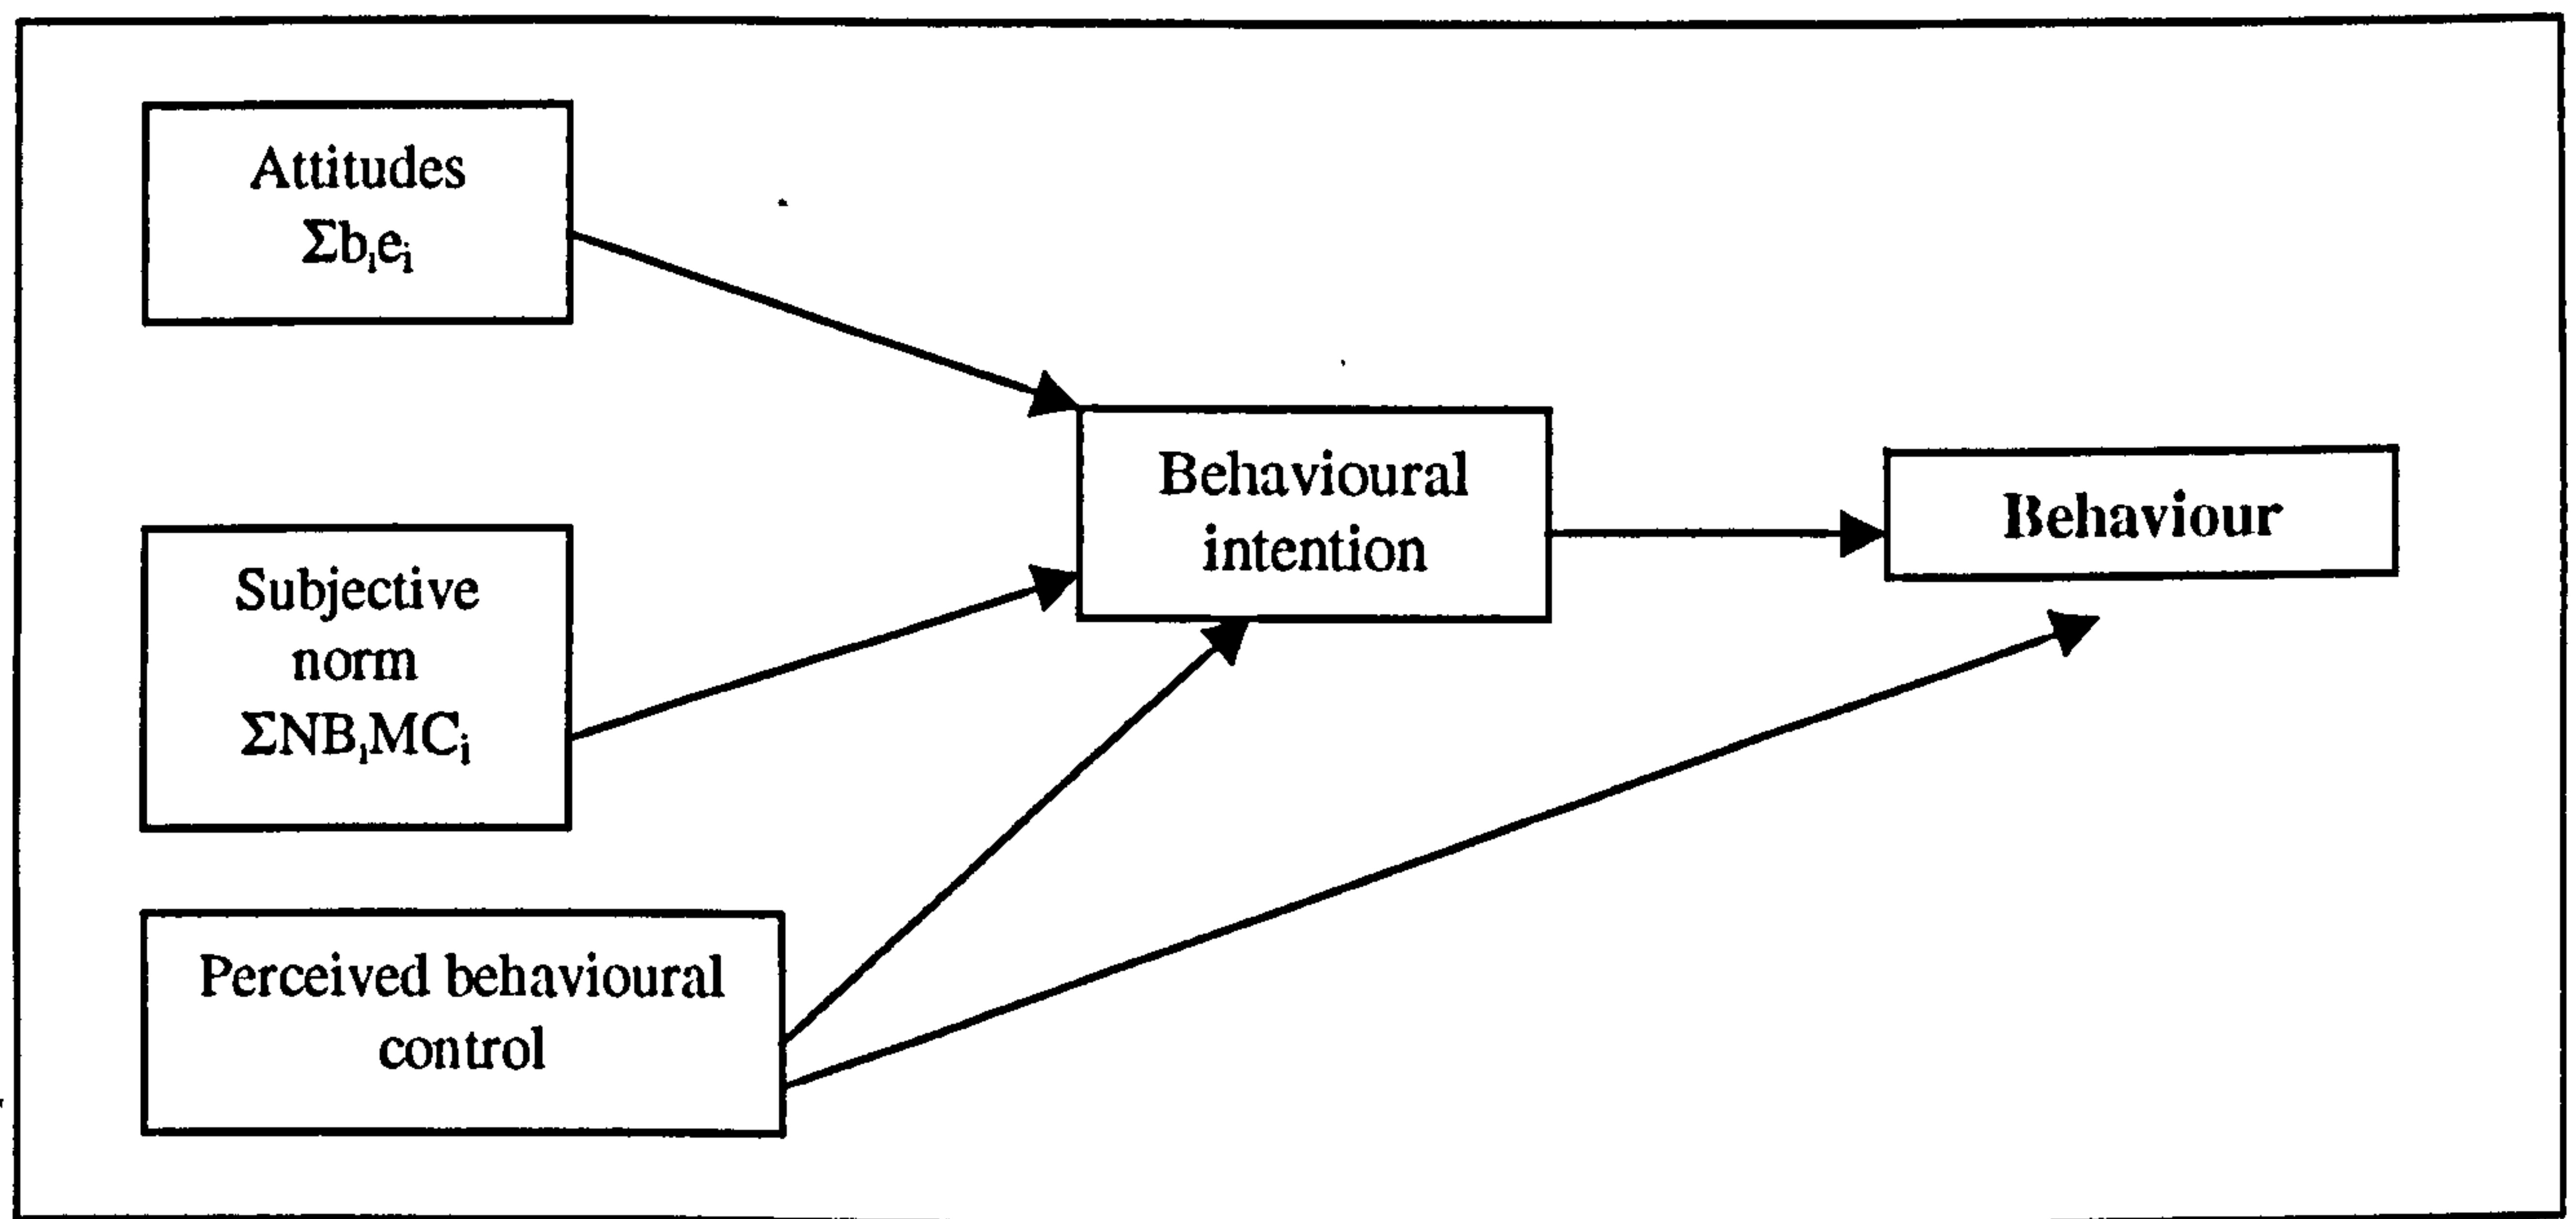 Attitudes
Σbᵢeᵢ
Subjective
norm
ΣNBᵢMCᵢ
Perceived behavioural
control
Behavioural
intention
Behaviour